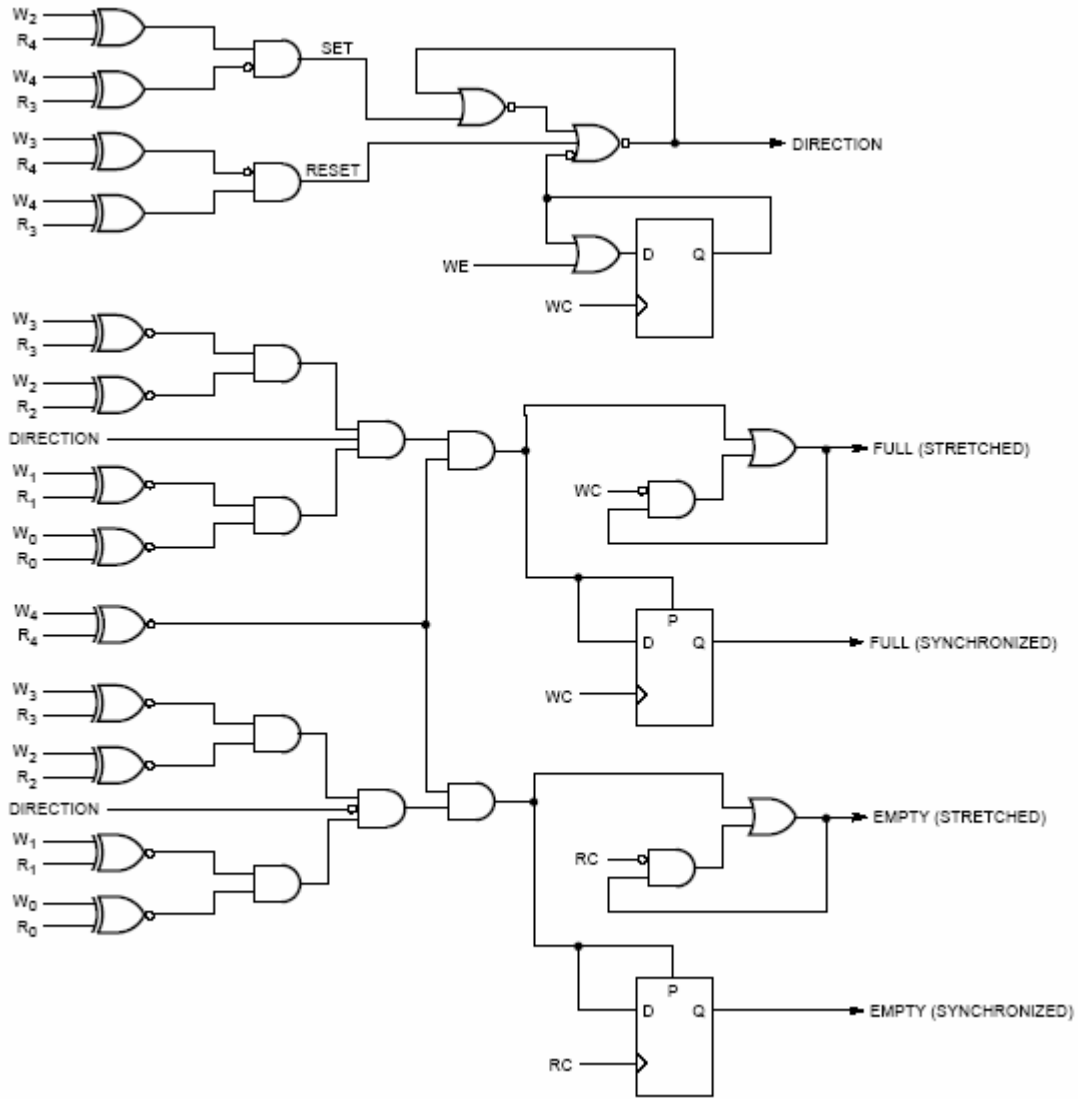 W2
R4
SET
W4
R3
DIRECTION
W3
R4
RESET
W4
R3
WE
D Q
WC
W3
R3
W2
R2
DIRECTION
FULL (STRETCHED)
W1
R1
WC
W0
R0
W4
R4
P
D Q
FULL (SYNCHRONIZED)
WC
W3
R3
W2
R2
DIRECTION
EMPTY (STRETCHED)
W1
R1
RC
W0
R0
P
D Q
EMPTY (SYNCHRONIZED)
RC